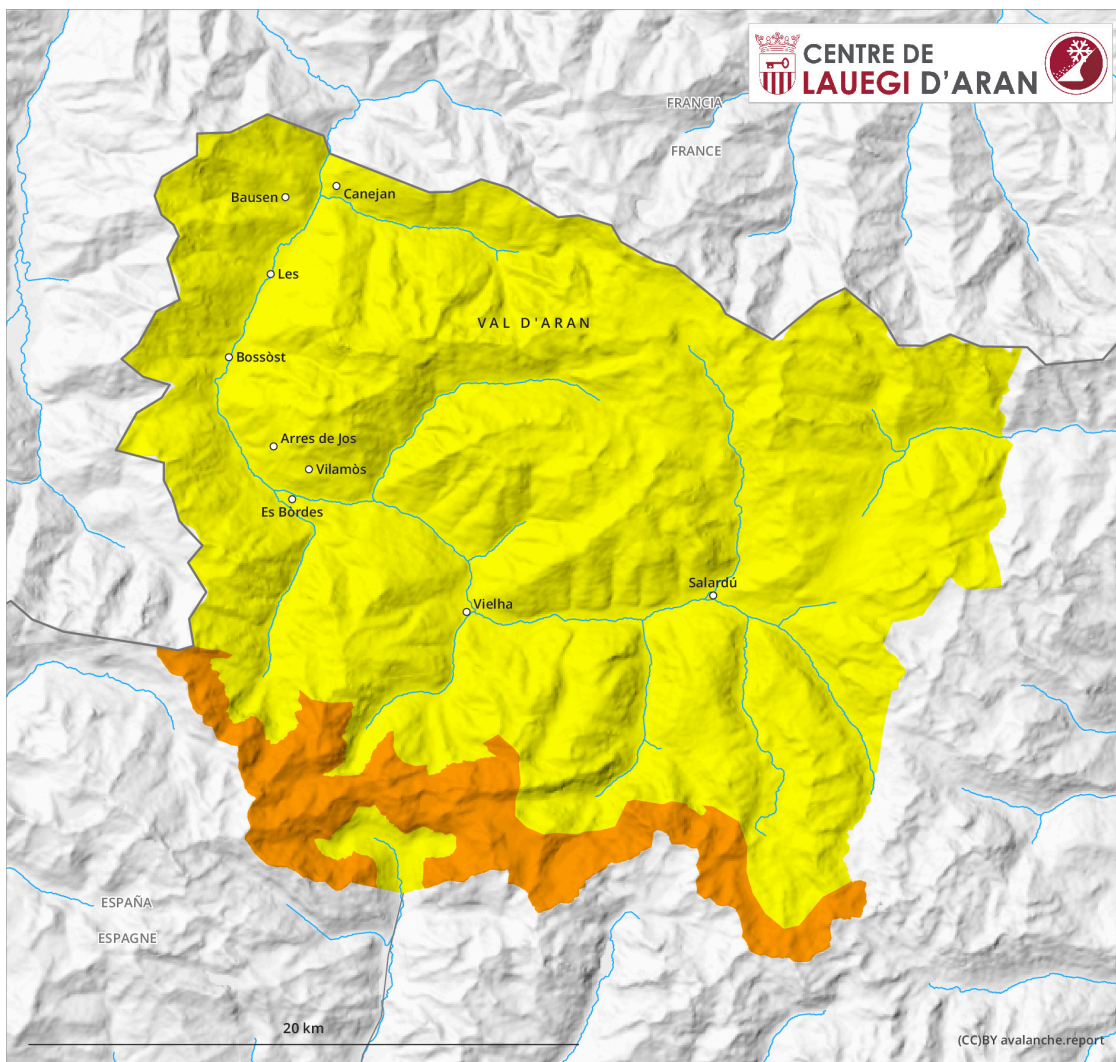 CENTRE DE
LAUEGI D'ARAN
FRANCIA
FRANCE
Bausen
Canejan
Les
VAL D'ARAN
Bossòst
Arres de Jos
Vilamòs
Es Bòrdes
Salardú
Vielha
ESPAÑA
ESPAGNE
20 km
(CC)BY avalanche.report